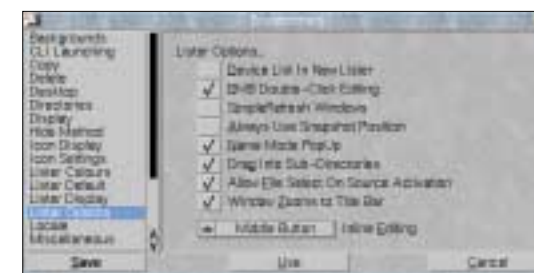 Backgrounds
CLI Launching
Copy
Delete
Desktop
Directories
Display
Hide Method
Icon Display
Icon Settings
Lister Colours
Lister Default
Lister Display
Lister Options
Locale
Miscellaneous
Save
Lister Options...
Device List In New Lister
Double-Click Editing
SimpleRefresh Windows
Always Use Snapshot Position
Game Mode PopUp
Drag Into Sub-Directories
Allow File Select On Source Activation
Window Zooms to Title Bar
Middle Button
Inline Editing
Use
Cancel